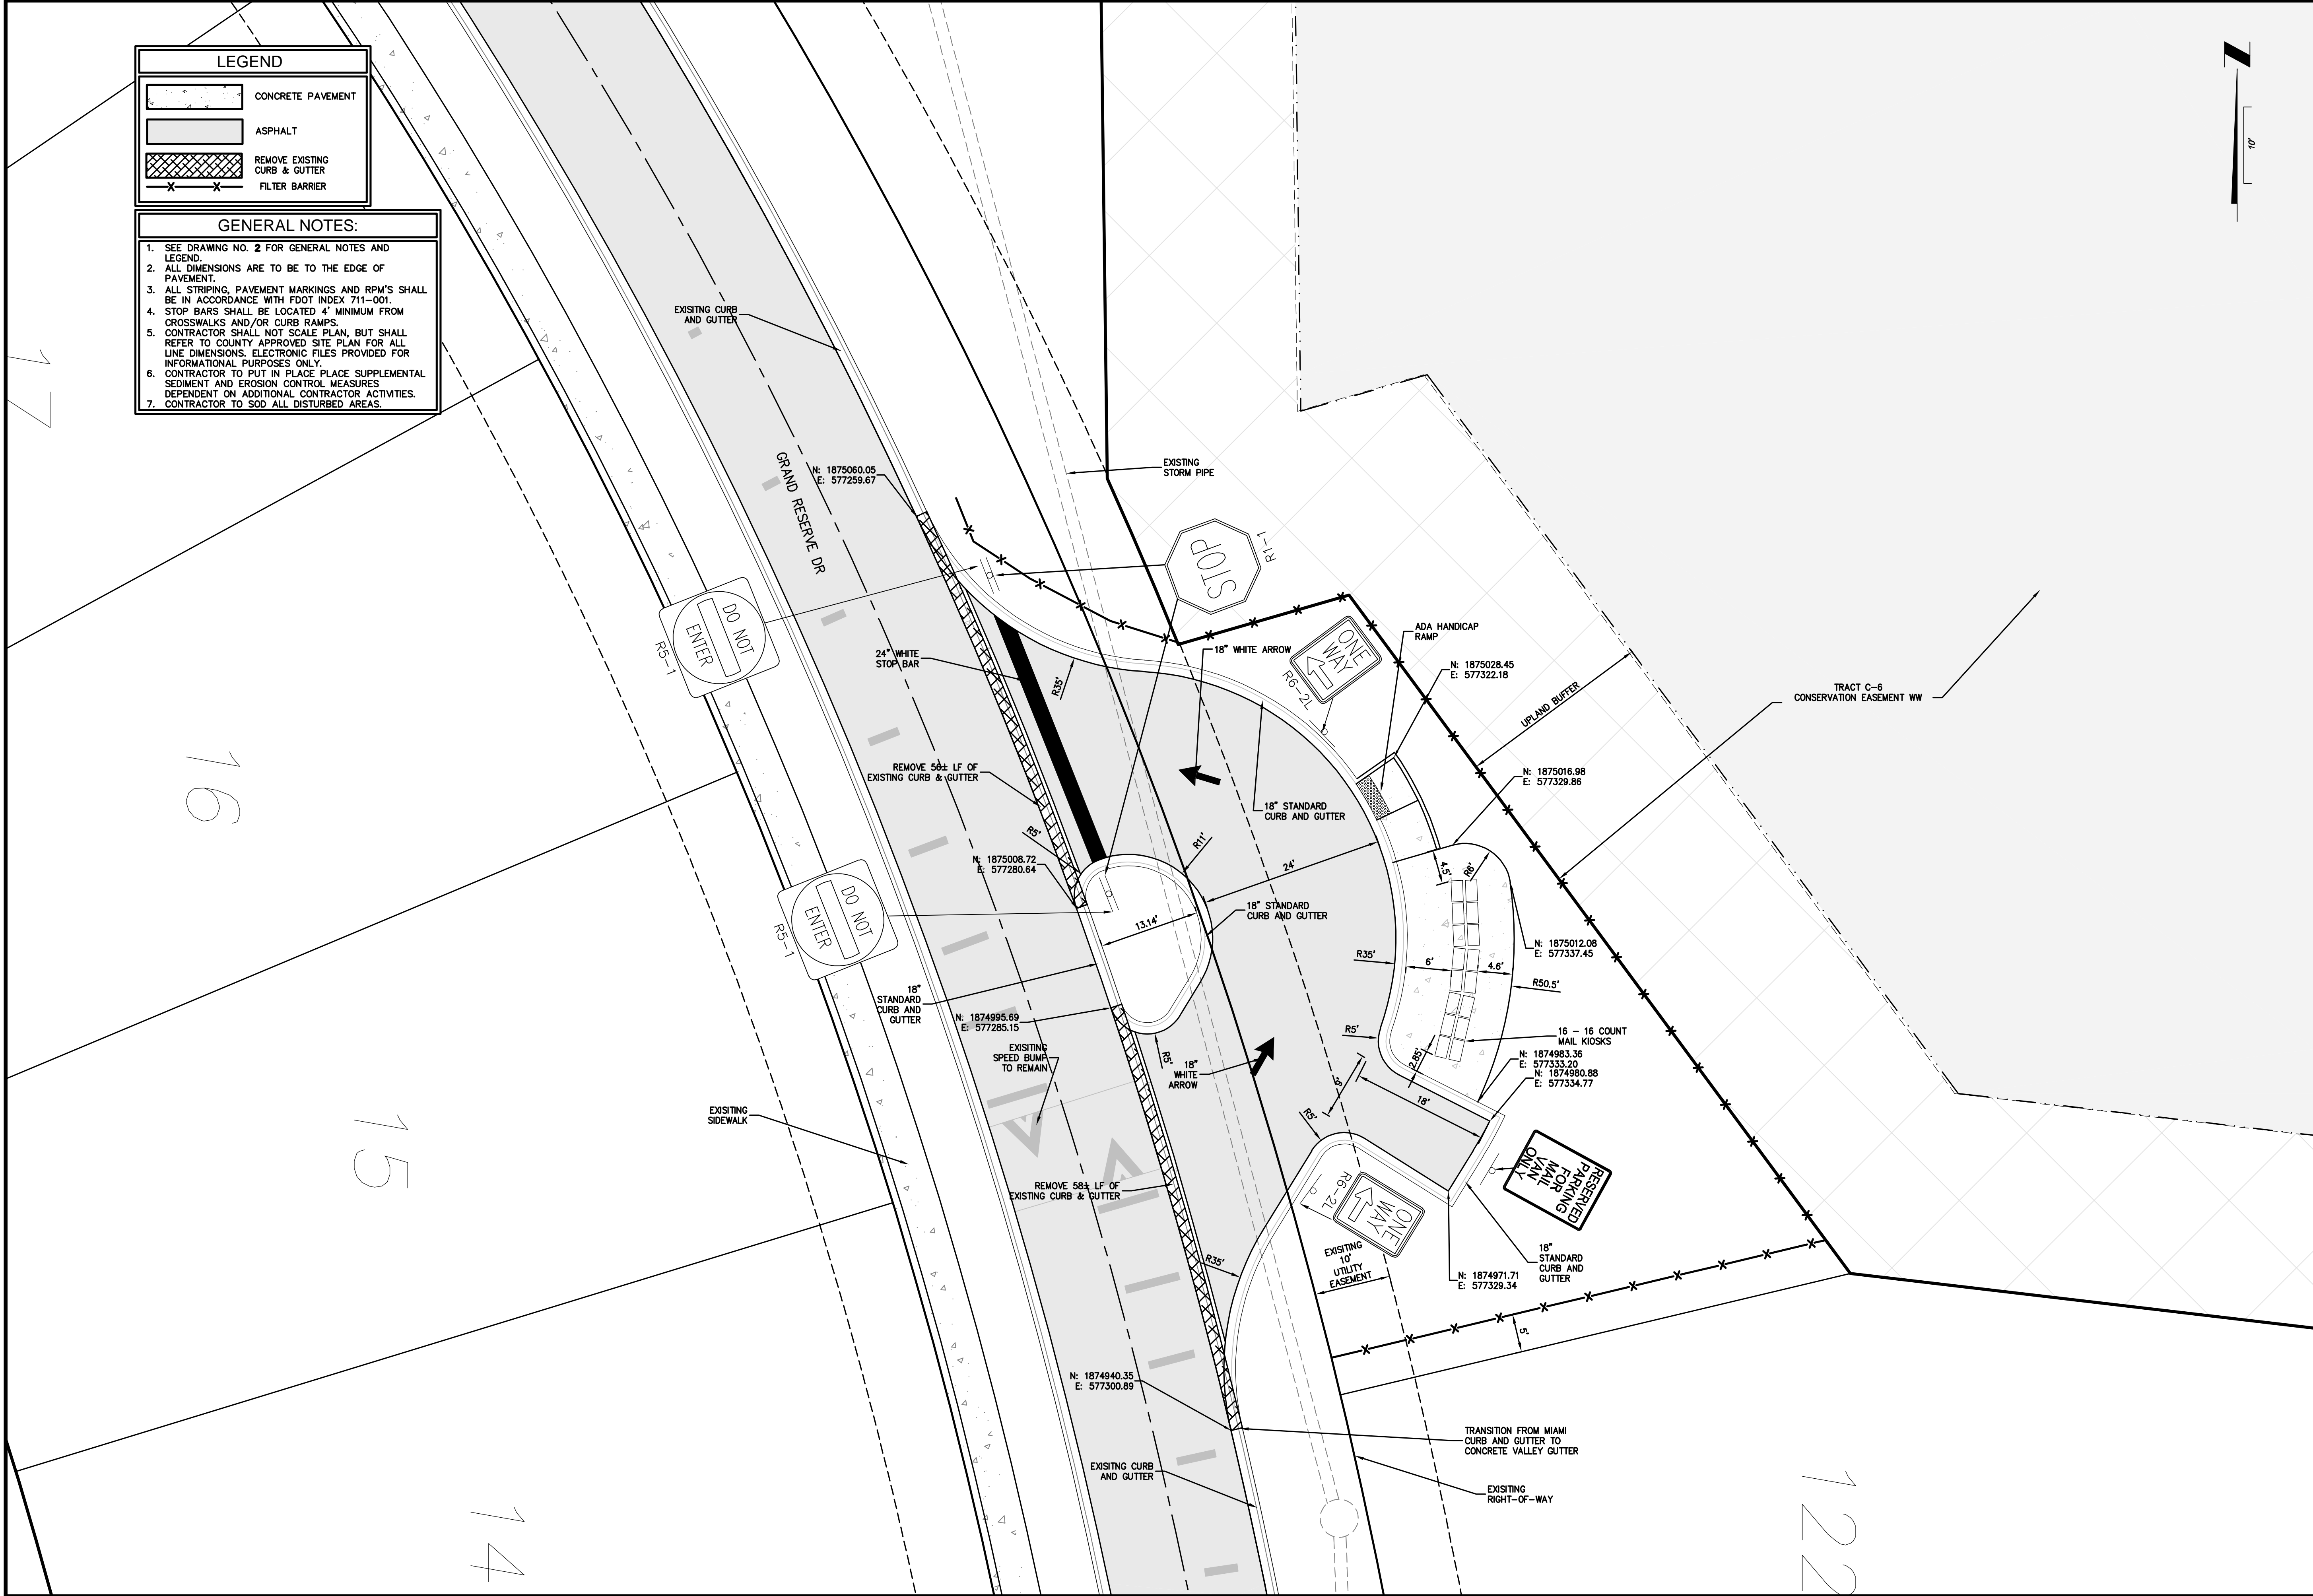 LEGEND
CONCRETE PAVEMENT
ASPHALT
REMOVE EXISTING
CURB & GUTTER
FILTER BARRIER
GENERAL NOTES:
1. SEE DRAWING NO. 2 FOR GENERAL NOTES AND
LEGEND.
2. ALL DIMENSIONS ARE TO BE TO THE EDGE OF
PAVEMENT.
3. ALL STRIPING, PAVEMENT MARKINGS AND RPM'S SHALL
BE IN ACCORDANCE WITH FDOT INDEX 711-001.
4. STOP BARS SHALL BE LOCATED 4' MINIMUM FROM
CROSSWALKS AND/OR CURB RAMPS.
5. CONTRACTOR SHALL NOT SCALE PLAN, BUT SHALL
REFER TO COUNTY APPROVED SITE PLAN FOR ALL
LINE DIMENSIONS. ELECTRONIC FILES PROVIDED FOR
INFORMATIONAL PURPOSES ONLY.
6. CONTRACTOR TO PUT IN PLACE PLACE SUPPLEMENTAL
SEDIMENT AND EROSION CONTROL MEASURES
DEPENDENT ON ADDITIONAL CONTRACTOR ACTIVITIES.
7. CONTRACTOR TO SOD ALL DISTURBED AREAS.
N
10'
17
16
15
14
122
EXISITNG CURB
AND GUTTER
GRAND RESERVE DR
N: 1875060.05
E: 577259.67
EXISTING
STORM PIPE
STOP
R1-1
DO NOT
ENTER
R5-1
24" WHITE
STOP BAR
R35'
18" WHITE ARROW
ONE
WAY
R6-2L
ADA HANDICAP
RAMP
N: 1875028.45
E: 577322.18
UPLAND BUFFER
TRACT C-6
CONSERVATION EASEMENT WW
N: 1875016.98
E: 577329.86
REMOVE 56± LF OF
EXISTING CURB & GUTTER
18" STANDARD
CURB AND GUTTER
R5'
R11'
24'
N: 1875008.72
E: 577280.64
4.5'
R6'
DO NOT
ENTER
R5-1
18" STANDARD
CURB AND GUTTER
13.14'
N: 1875012.08
E: 577337.45
R35'
6'
4.6'
R50.5'
18"
STANDARD
CURB AND
GUTTER
N: 1874995.69
E: 577285.15
R5'
16 - 16 COUNT
MAIL KIOSKS
EXISITING
SPEED BUMP
TO REMAIN
R5'
18"
WHITE
ARROW
2.85'
N: 1874983.36
E: 577333.20
N: 1874980.88
E: 577334.77
9'
18'
R5'
EXISITING
SIDEWALK
RESERVED
PARKING
FOR
MAIL
VAN
ONLY
REMOVE 58± LF OF
EXISTING CURB & GUTTER
ONE
WAY
R6-2L
R35'
EXISITING
10'
UTILITY
EASEMENT
18"
STANDARD
CURB AND
GUTTER
N: 1874971.71
E: 577329.34
5'
N: 1874940.35
E: 577300.89
TRANSITION FROM MIAMI
CURB AND GUTTER TO
CONCRETE VALLEY GUTTER
EXISITNG CURB
AND GUTTER
EXISITING
RIGHT-OF-WAY